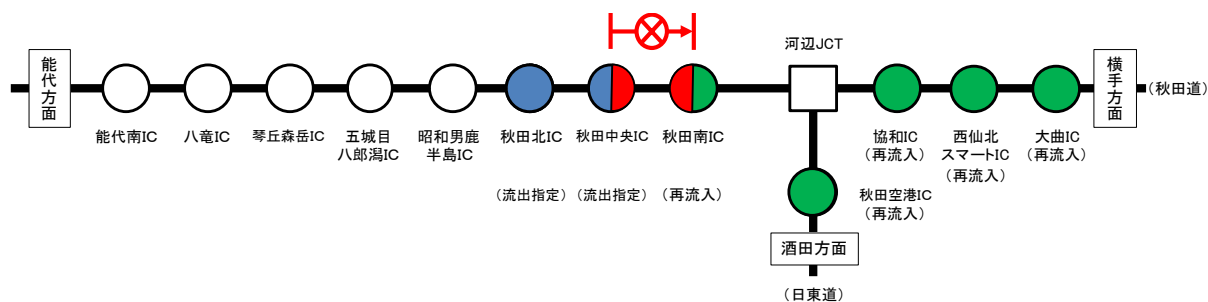 河辺JCT
能代方面
横手方面
(秋田道)
能代南IC
八竜IC
琴丘森岳IC
五城目
八郎潟IC
昭和男鹿
半島IC
秋田北IC
(流出指定)
秋田中央IC
(流出指定)
秋田南IC
(再流入)
協和IC
(再流入)
西仙北
スマートIC
(再流入)
大曲IC
(再流入)
秋田空港IC
(再流入)
酒田方面
(日東道)